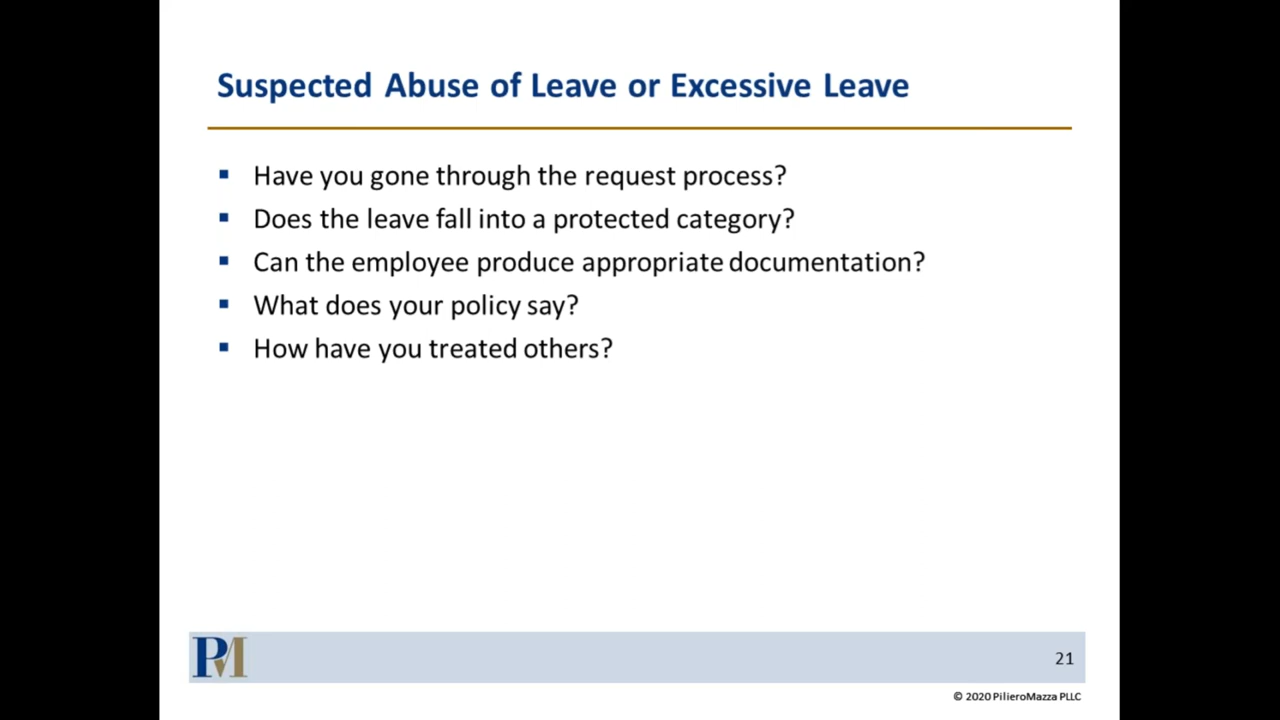 Suspected Abuse of Leave or Excessive Leave
▪ Have you gone through the request process?
▪ Does the leave fall into a protected category?
▪ Can the employee produce appropriate documentation?
▪ What does your policy say?
▪ How have you treated others?
PM
21
© 2020 PilieroMazza PLLC